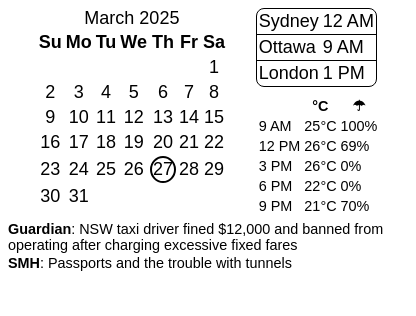 March 2025
Su Mo Tu We Th Fr Sa
1
2 3 4 5 6 7 8
9 10 11 12 13 14 15
16 17 18 19 20 21 22
23 24 25 26 27 28 29
30 31
Sydney 12 AM
Ottawa 9 AM
London 1 PM
°C ☂
9 AM 25°C 100%
12 PM 26°C 69%
3 PM 26°C 0%
6 PM 22°C 0%
9 PM 21°C 70%
Guardian: NSW taxi driver fined $12,000 and banned from
operating after charging excessive fixed fares
SMH: Passports and the trouble with tunnels